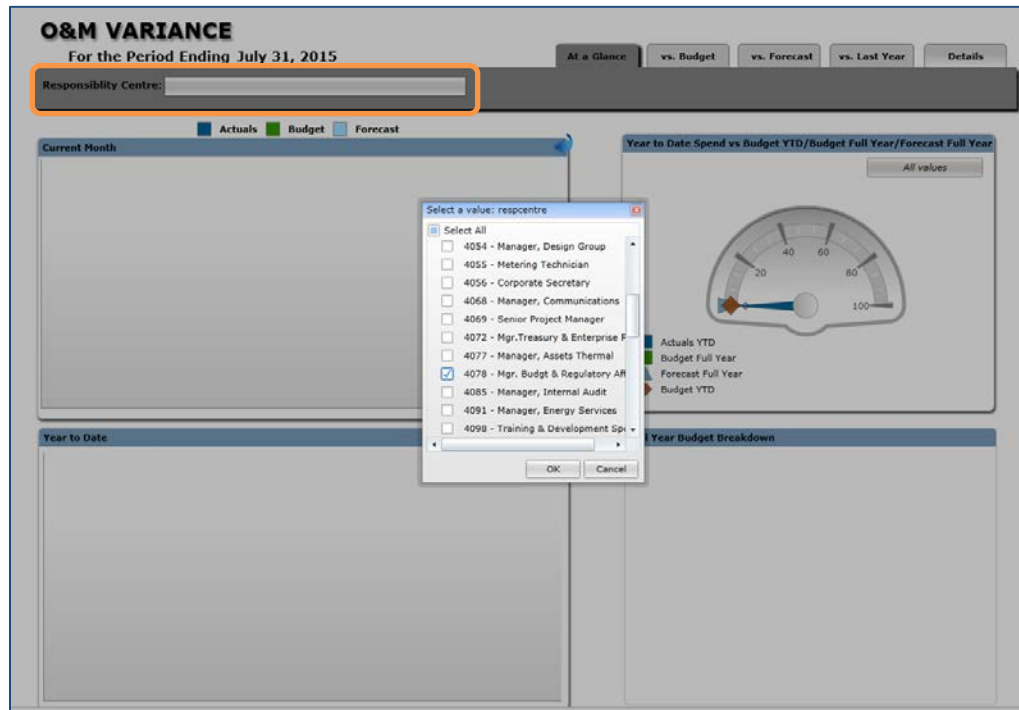 O&M VARIANCE
For the Period Ending July 31, 2015
At a Glance
vs. Budget
vs. Forecast
vs. Last Year
Details
Responsiblity Centre:
Actuals
Budget
Forecast
Current Month
Year to Date Spend vs Budget YTD/Budget Full Year/Forecast Full Year
All values
Select a value: respcentre
Select All
4054 - Manager, Design Group
4055 - Metering Technician
4056 - Corporate Secretary
4068 - Manager, Communications
4069 - Senior Project Manager
4072 - Mgr.Treasury & Enterprise
4077 - Manager, Assets Thermal
4078 - Mgr. Budgt & Regulatory Aff
4085 - Manager, Internal Audit
4091 - Manager, Energy Services
4098 - Training & Development
OK
Cancel
0
20
40
60
80
100
Actuals YTD
Budget Full Year
Forecast Full Year
Budget YTD
Year to Date
Year Budget Breakdown